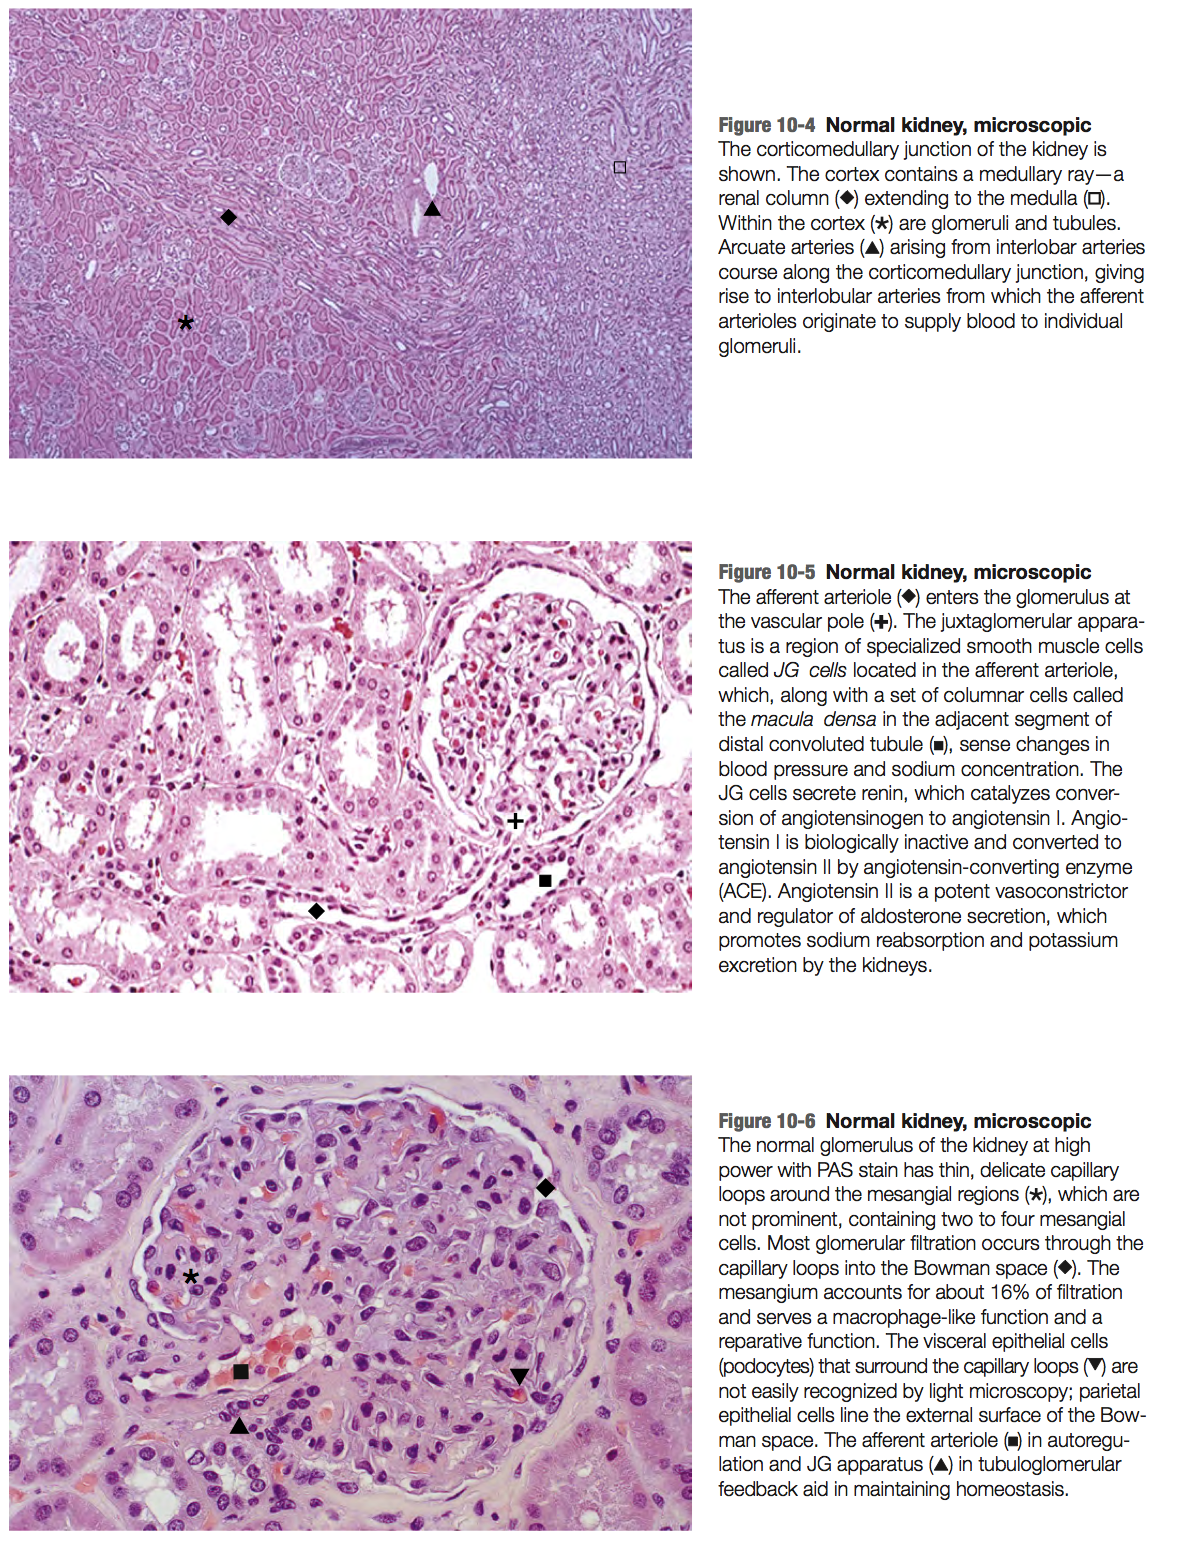 Figure 10-4 Normal kidney, microscopic
The corticomedullary junction of the kidney is
shown. The cortex contains a medullary ray—a
renal column (◆) extending to the medulla (□).
Within the cortex (★) are glomeruli and tubules.
Arcuate arteries (▲) arising from interlobar arteries
course along the corticomedullary junction, giving
rise to interlobular arteries from which the afferent
arterioles originate to supply blood to individual
glomeruli.
Figure 10-5 Normal kidney, microscopic
The afferent arteriole (◆) enters the glomerulus at
the vascular pole (+). The juxtaglomerular appara-
tus is a region of specialized smooth muscle cells
called JG cells located in the afferent arteriole,
which, along with a set of columnar cells called
the macula densa in the adjacent segment of
distal convoluted tubule (■), sense changes in
blood pressure and sodium concentration. The
JG cells secrete renin, which catalyzes conver-
sion of angiotensinogen to angiotensin I. Angio-
tensin I is biologically inactive and converted to
angiotensin II by angiotensin-converting enzyme
(ACE). Angiotensin II is a potent vasoconstrictor
and regulator of aldosterone secretion, which
promotes sodium reabsorption and potassium
excretion by the kidneys.
Figure 10-6 Normal kidney, microscopic
The normal glomerulus of the kidney at high
power with PAS stain has thin, delicate capillary
loops around the mesangial regions (★), which are
not prominent, containing two to four mesangial
cells. Most glomerular filtration occurs through the
capillary loops into the Bowman space (◆). The
mesangium accounts for about 16% of filtration
and serves a macrophage-like function and a
reparative function. The visceral epithelial cells
(podocytes) that surround the capillary loops (▼) are
not easily recognized by light microscopy; parietal
epithelial cells line the external surface of the Bow-
man space. The afferent arteriole (■) in autoregu-
lation and JG apparatus (▲) in tubuloglomerular
feedback aid in maintaining homeostasis.